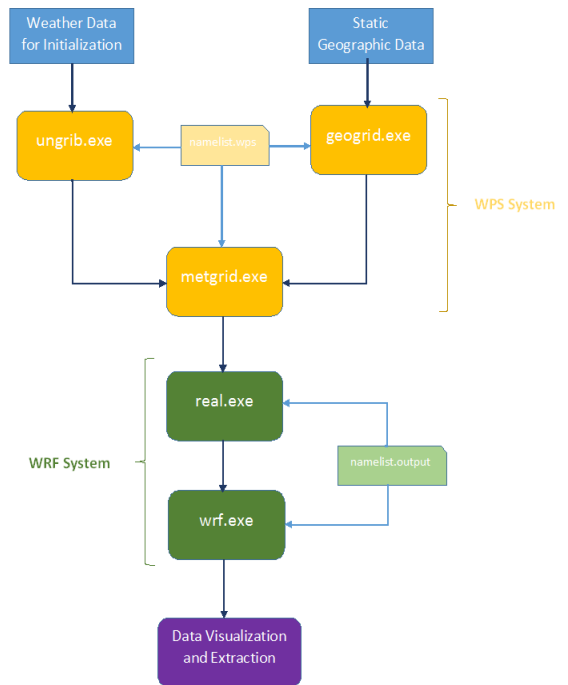 Weather Data
for Initialization
Static
Geographic Data
ungrib.exe
namelist.wps
geogrid.exe
WPS System
metgrid.exe
real.exe
WRF System
namelist.output
wrf.exe
Data Visualization
and Extraction